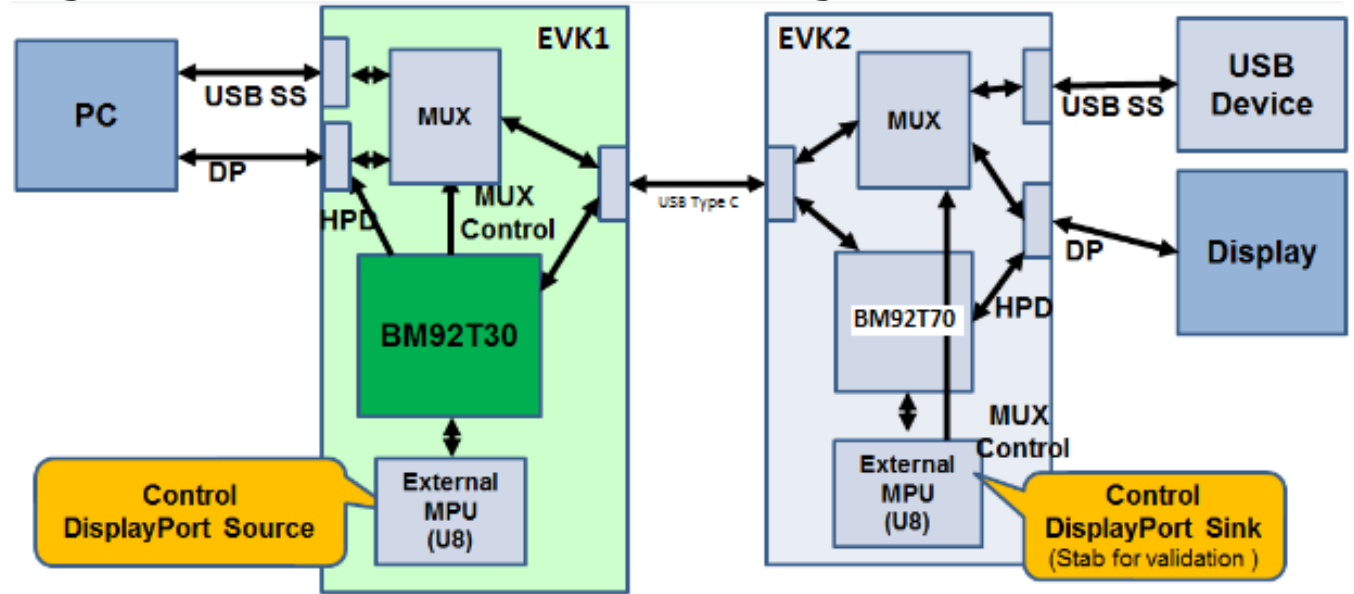 EVK1
EVK2
PC
USB SS
DP
HPD
MUX
MUX
Control
BM92T30
External
MPU
(U8)
Control
DisplayPort Source
USB Type C
MUX
BM92T70
HPD
MUX
Control
External
MPU
(U8)
Control
DisplayPort Sink
(Stab for validation )
USB SS
DP
USB
Device
Display